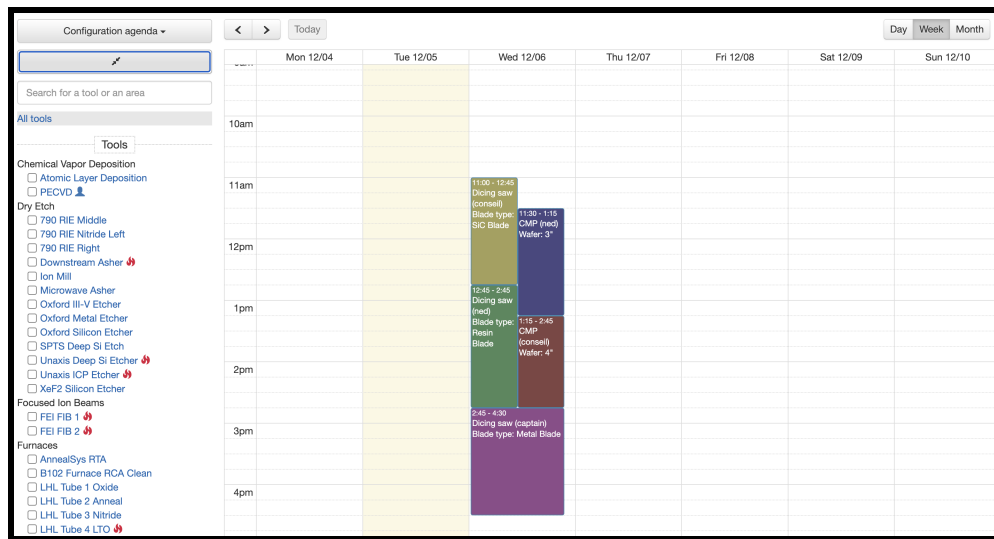 Configuration agenda
Today
Day Week Month
Search for a tool or an area
All tools
Tools
Chemical Vapor Deposition
Atomic Layer Deposition
PECVD
Dry Etch
790 RIE Middle
790 RIE Nitride Left
790 RIE Right
Downstream Asher
Ion Mill
Microwave Asher
Oxford III-V Etcher
Oxford Metal Etcher
Oxford Silicon Etcher
SPTS Deep Si Etch
Unaxis Deep Si Etcher
Unaxis ICP Etcher
XeF2 Silicon Etcher
Focused Ion Beams
FEI FIB 1
FEI FIB 2
Furnaces
AnnealSys RTA
B102 Furnace RCA Clean
LHL Tube 1 Oxide
LHL Tube 2 Anneal
LHL Tube 3 Nitride
LHL Tube 4 LTO
Mon 12/04 Tue 12/05 Wed 12/06 Thu 12/07 Fri 12/08 Sat 12/09 Sun 12/10
10am
11am
12pm
1pm
2pm
3pm
4pm
11:00 - 12:45
Dicing saw
(conseil)
Blade type:
SiC Blade
11:30 - 1:15
CMP (ned)
Wafer: 3"
12:45 - 2:45
Dicing saw
(ned)
Blade type:
Resin
Blade
1:15 - 2:45
CMP
(conseil)
Wafer: 4"
2:45 - 4:30
Dicing saw (captain)
Blade type: Metal Blade